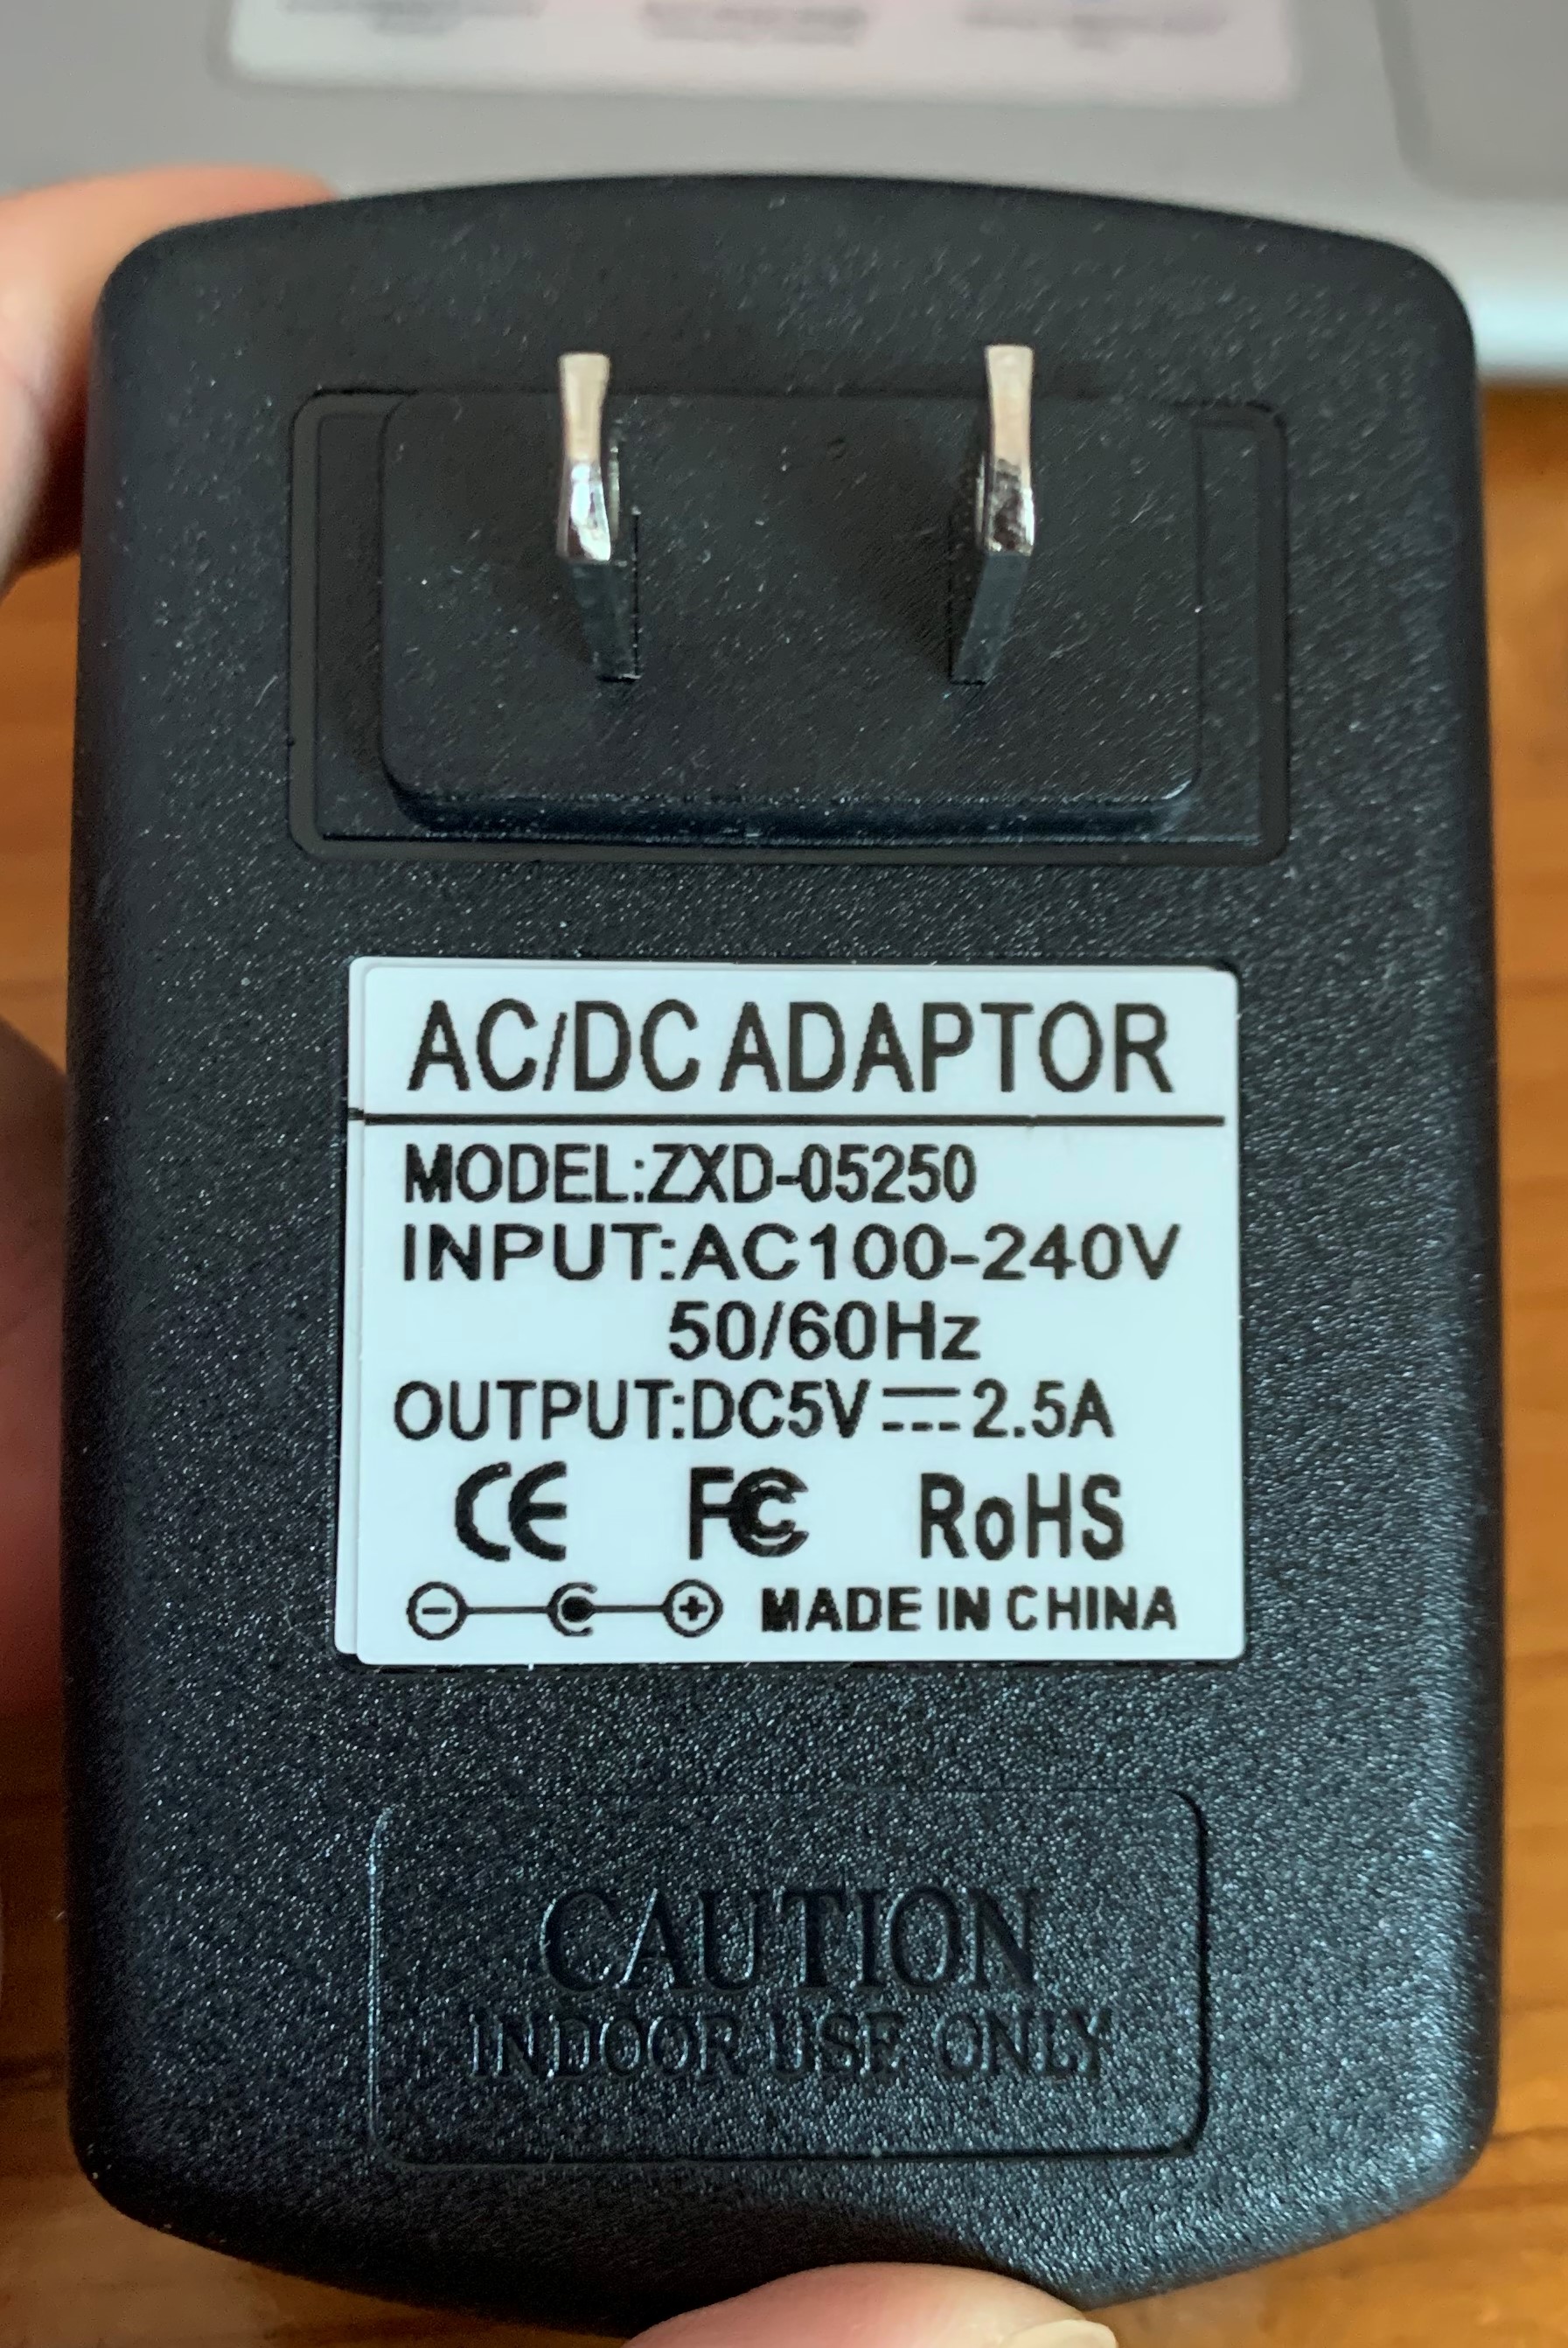 AC/DC ADAPTOR
MODEL:ZXD-05250
INPUT:AC100-240V
50/60Hz
OUTPUT:DC5V⎓2.5A
CE FC RoHS
MADE IN CHINA
CAUTION
INDOOR USE ONLY